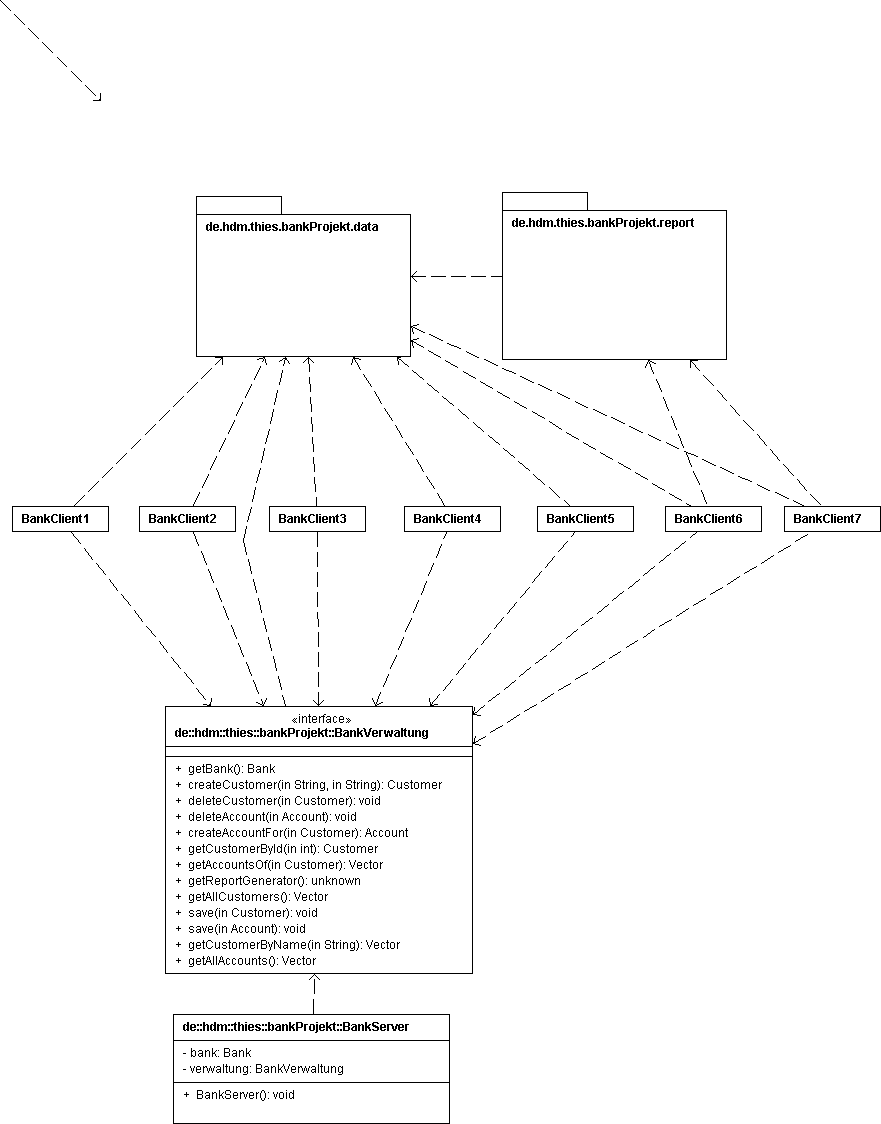 de.hdm.thies.bankProjekt.data
de.hdm.thies.bankProjekt.report
BankClient1
BankClient2
BankClient3
BankClient4
BankClient5
BankClient6
BankClient7
«interface»
de::hdm::thies::bankProjekt::BankVerwaltung
+ getBank(): Bank
+ createCustomer(in String, in String): Customer
+ deleteCustomer(in Customer): void
+ deleteAccount(in Account): void
+ createAccountFor(in Customer): Account
+ getCustomerById(in int): Customer
+ getAccountsOf(in Customer): Vector
+ getReportGenerator(): unknown
+ getAllCustomers(): Vector
+ save(in Customer): void
+ save(in Account): void
+ getCustomerByName(in String): Vector
+ getAllAccounts(): Vector
de::hdm::thies::bankProjekt::BankServer
- bank: Bank
- verwaltung: BankVerwaltung
+ BankServer(): void